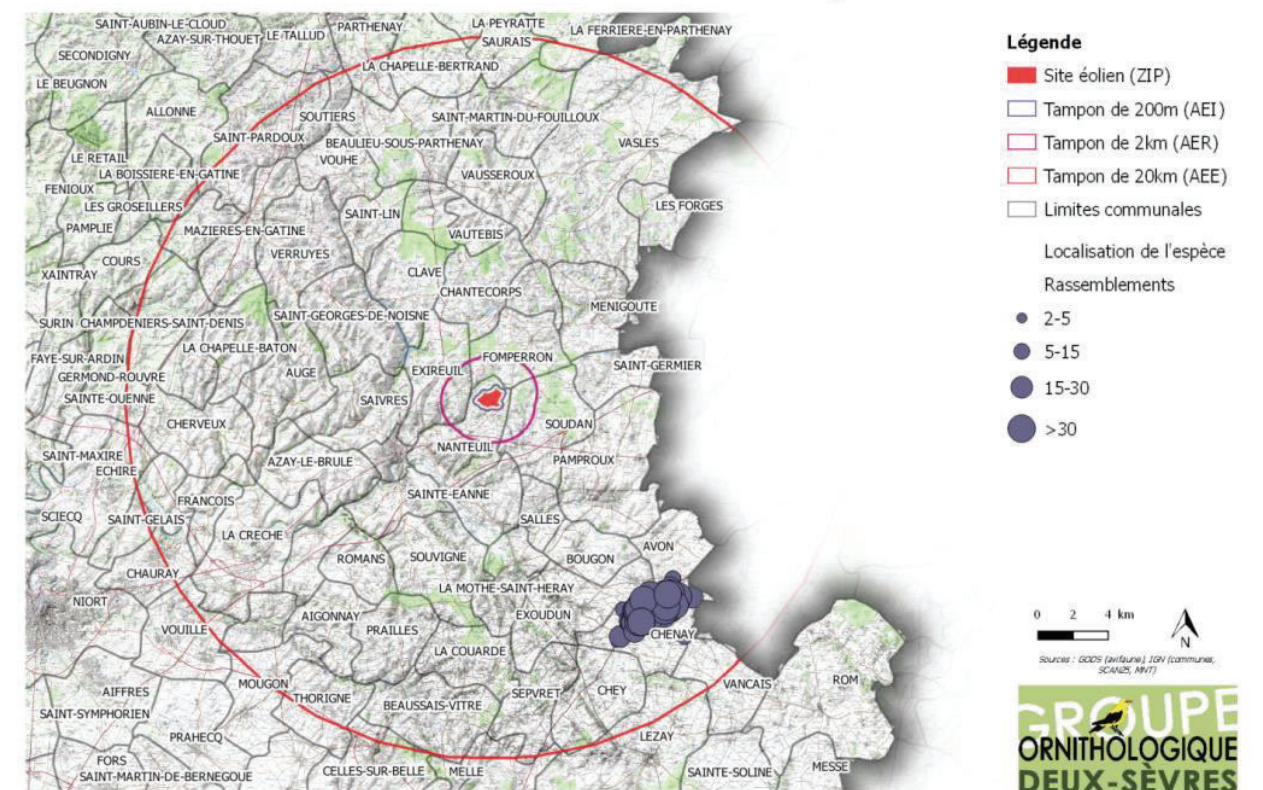 SAINT-AUBIN-LE-CLOUD
PARTHENAY
LA PEYRATTE
LA FERRIERE-EN-PARTHENAY
AZAY-SUR-THOUET
LE TALLUD
SAURAIS
SECONDIGNY
LA CHAPELLE-BERTRAND
LE BEUGNON
ALLONNE
SOUTIERS
SAINT-MARTIN-DU-FOUILLOUX
SAINT-PARDOUX
BEAULIEU-SOUS-PARTHENAY
VASLES
VOUHE
LE RETAIL
LA BOISSIERE-EN-GATINE
VAUSSEROUX
FENIOUX
LES GROSEILLERS
SAINT-LIN
LES FORGES
PAMPLIE
MAZIERES-EN-GATINE
VAUTEBIS
VERRUYES
COURS
XAINTRAY
CLAVE
CHANTECORPS
MENIGOUTE
SURIN
CHAMPDENIERS-SAINT-DENIS
SAINT-GEORGES-DE-NOISNE
LA CHAPELLE-BATON
FAYE-SUR-ARDIN
FOMPERRON
SAINT-GERMIER
GERMOND-ROUVRE
AUGE
EXIREUIL
SAINTE-OUENNE
SAIVRES
CHERVEUX
SOUDAN
NANTEUIL
SAINT-MAXIRE
AZAY-LE-BRULE
PAMPROUX
ECHIRE
FRANCOIS
SAINTE-EANNE
SCIECQ
SAINT-GELAIS
SALLES
LA CRECHE
AVON
ROMANS
SOUVIGNE
BOUGON
CHAURAY
LA MOTHE-SAINT-HERAY
NIORT
AIGONNAY
EXOUDUN
VOUILLE
PRAILLES
CHENAY
LA COUARDE
MOUGON
VANCAIS
ROM
AIFFRES
THORIGNE
SEPVRET
CHEY
BEAUSSAIS-VITRE
SAINT-SYMPHORIEN
PRAHECQ
LEZAY
FORS
MESSE
SAINT-MARTIN-DE-BERNEGOUE
CELLES-SUR-BELLE
MELLE
SAINTE-SOLINE
Légende
Site éolien (ZIP)
Tampon de 200m (AEI)
Tampon de 2km (AER)
Tampon de 20km (AEE)
Limites communales
Localisation de l'espèce
Rassemblements
2-5
5-15
15-30
>30
0 2 4 km
N
Sources : GODS (avifaune), IGN (communes,
SCAN25, MNT)
GROUPE
ORNITHOLOGIQUE
DEUX-SÈVRES